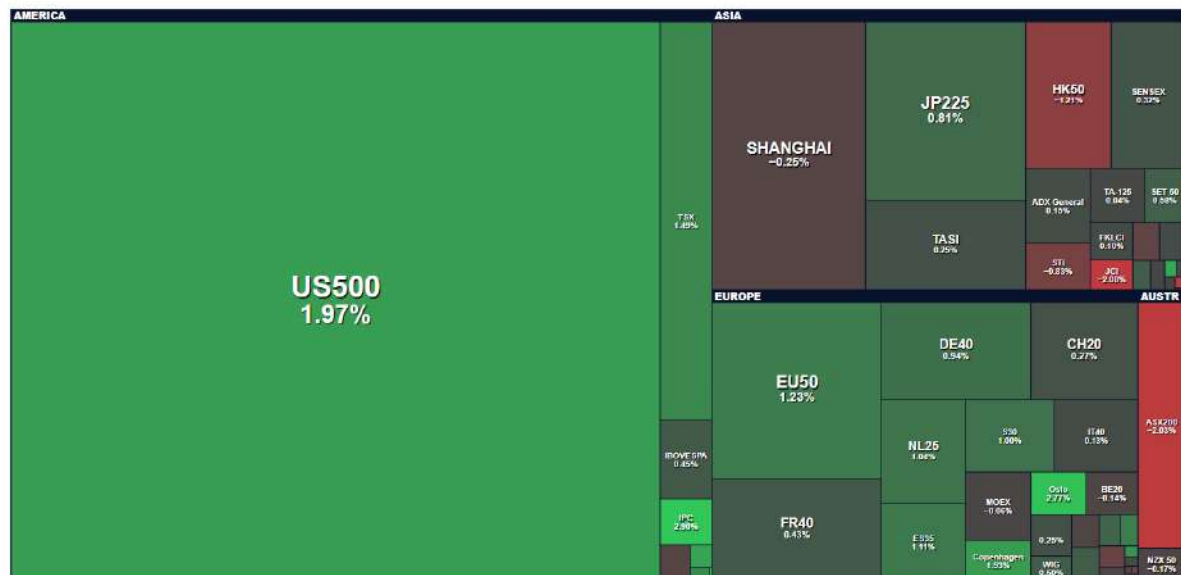 AMERICA
US500
1.97%
TSX
1.49%
IBOVESPA
0.45%
IPC
2.90%
ASIA
SHANGHAI
−0.25%
JP225
0.81%
TASI
0.25%
HK50
−1.21%
SENSEX
0.32%
ADX General
0.15%
TA-125
0.04%
SET 50
0.58%
FKLCI
0.10%
STI
−0.83%
JCI
−2.00%
EUROPE
EU50
1.23%
FR40
0.43%
DE40
0.94%
CH20
0.27%
NL25
1.04%
S30
1.00%
IT40
0.13%
ES35
1.11%
MOEX
−0.06%
Oslo
2.77%
BE20
−0.14%
Copenhagen
1.93%
0.25%
WIG
0.50%
AUSTR
ASX200
−2.03%
NZX 50
−0.17%